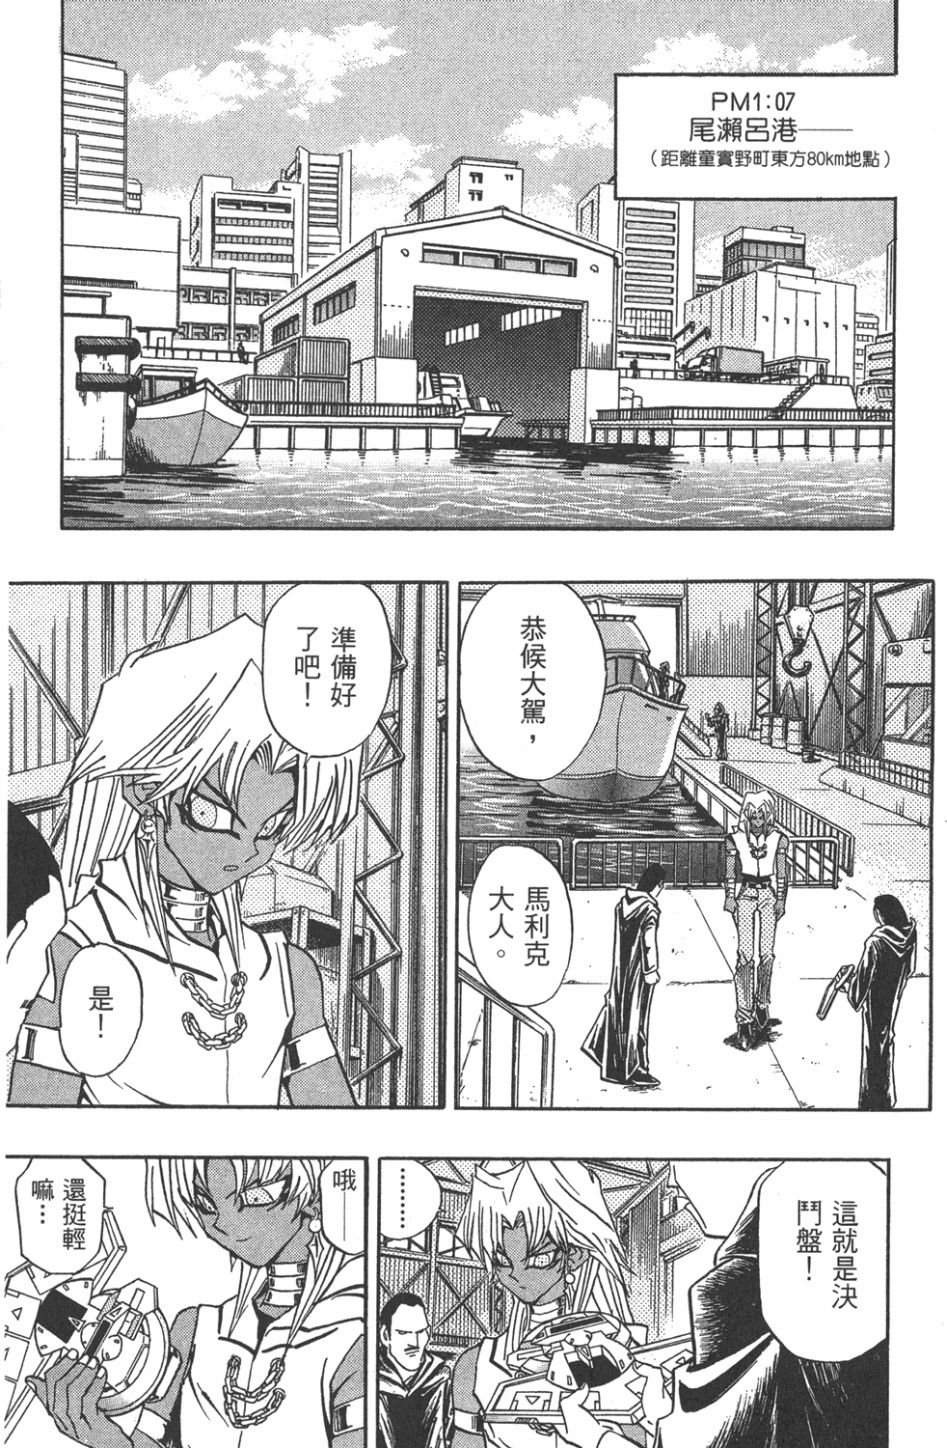 PM1:07
尾瀨呂港──
（距離童實野町東方80km地點）
恭候大駕，
馬利克
大人。
準備好
了吧！
是！
這就是決
鬥盤！
………
哦
還挺輕
嘛…